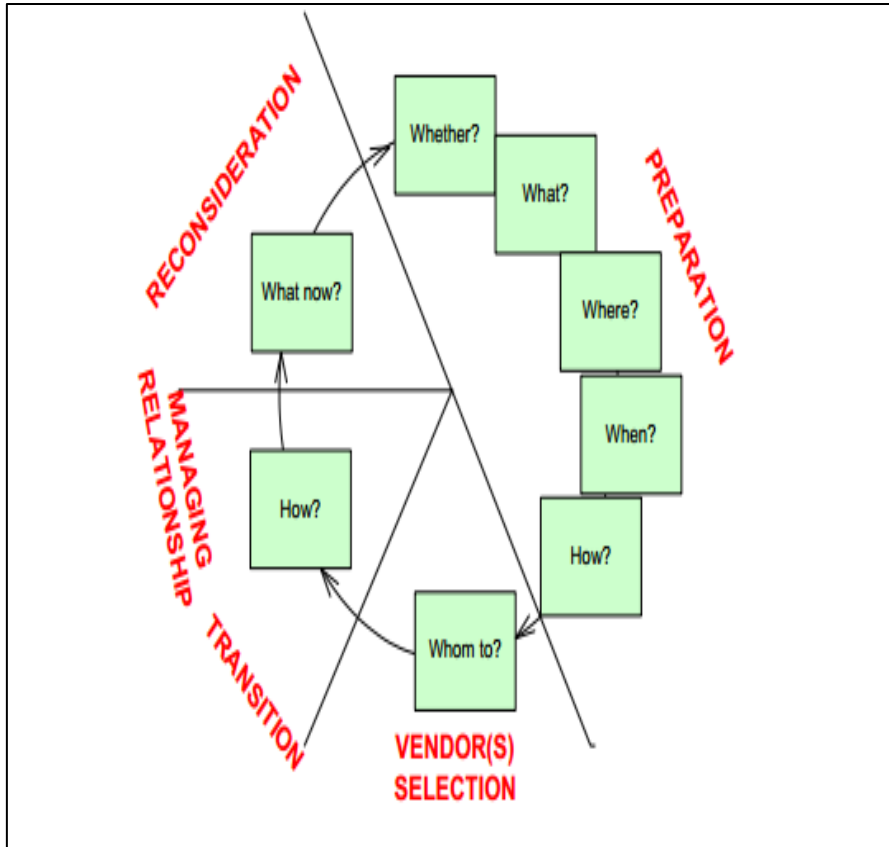 RECONSIDERATION
Whether?
What?
PREPARATION
Where?
What now?
When?
MANAGING
RELATIONSHIP
How?
How?
Whom to?
TRANSITION
VENDOR(S)
SELECTION